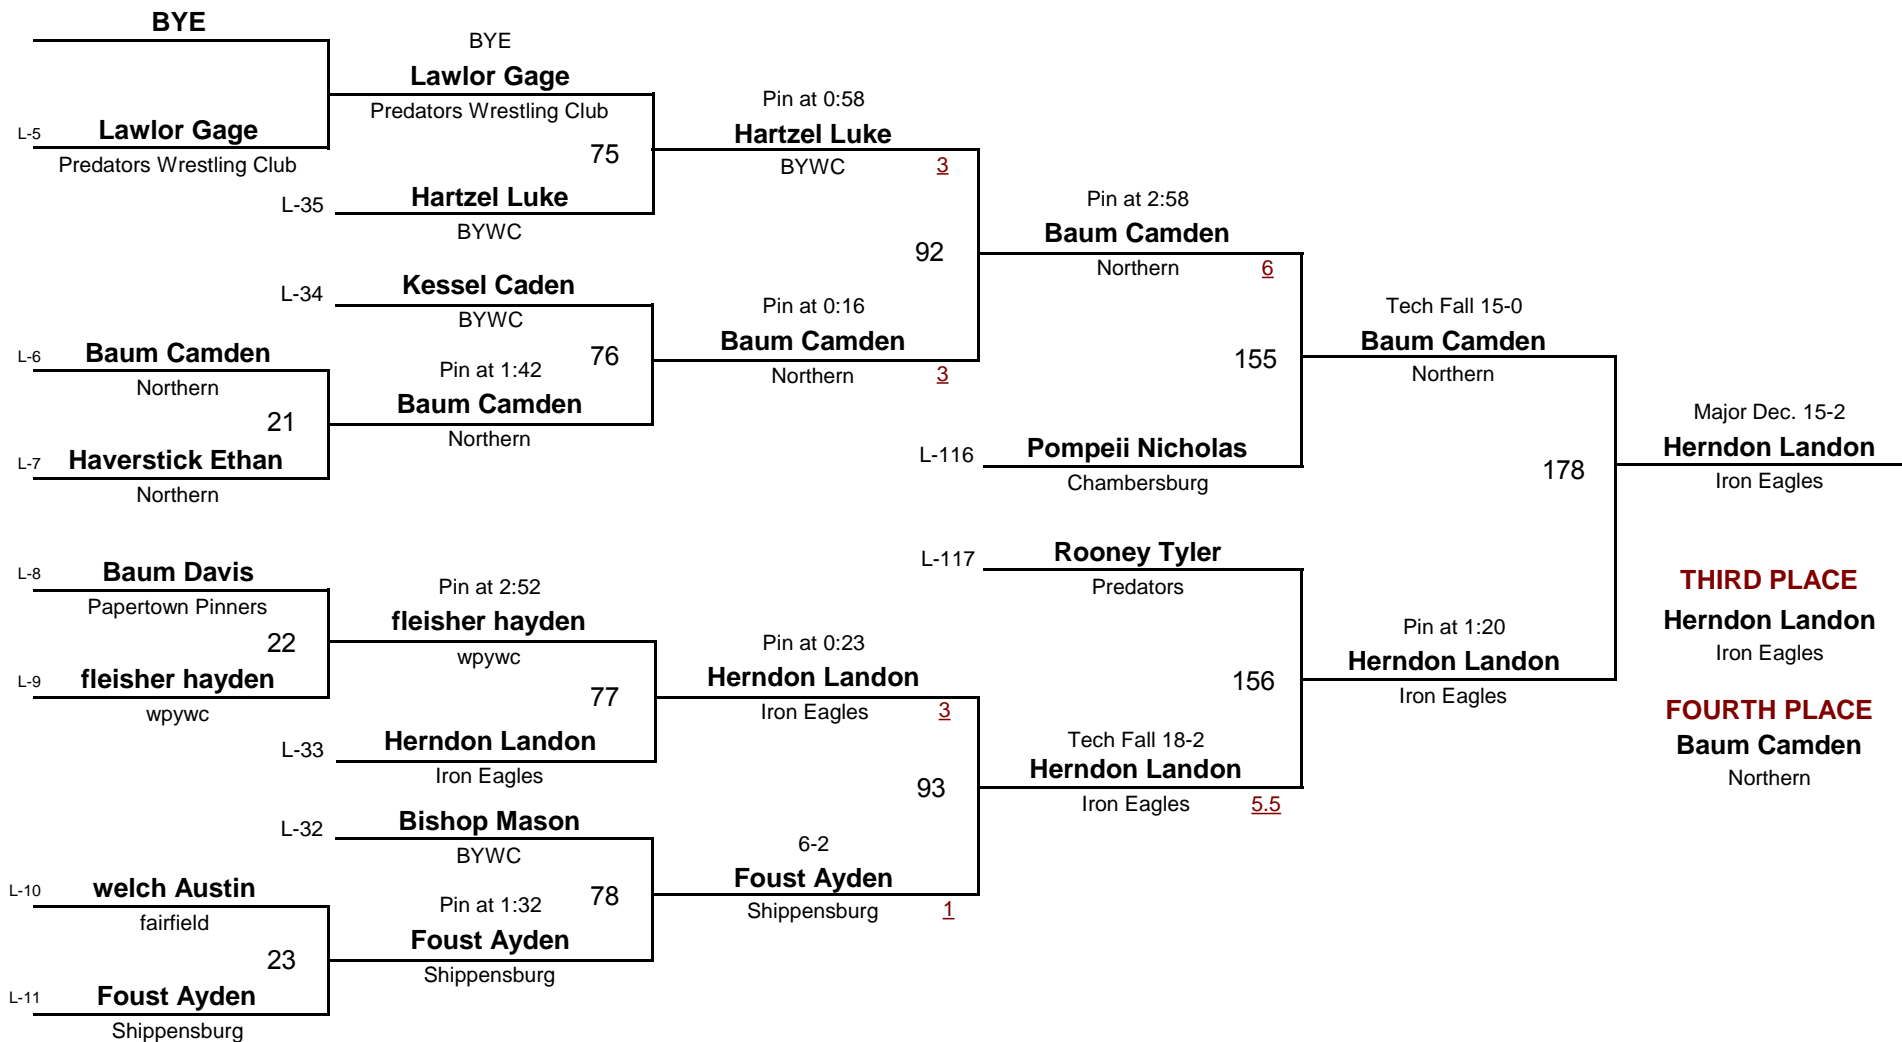 BYE
L-5 Lawlor Gage
Predators Wrestling Club
L-6 Baum Camden
Northern
21
L-7 Haverstick Ethan
Northern
L-8 Baum Davis
Papertown Pinners
22
L-9 fleisher hayden
wpywc
L-10 welch Austin
fairfield
23
L-11 Foust Ayden
Shippensburg
BYE
Lawlor Gage
Predators Wrestling Club
75
L-35 Hartzel Luke
BYWC
L-34 Kessel Caden
BYWC
76
Pin at 1:42
Baum Camden
Northern
Pin at 2:52
fleisher hayden
wpywc
77
L-33 Herndon Landon
Iron Eagles
L-32 Bishop Mason
BYWC
78
Pin at 1:32
Foust Ayden
Shippensburg
Pin at 0:58
Hartzel Luke
BYWC 3
92
Pin at 0:16
Baum Camden
Northern 3
Pin at 0:23
Herndon Landon
Iron Eagles 3
93
6-2
Foust Ayden
Shippensburg 1
Pin at 2:58
Baum Camden
Northern 6
155
L-116 Pompeii Nicholas
Chambersburg
L-117 Rooney Tyler
Predators
156
Tech Fall 18-2
Herndon Landon
Iron Eagles 5.5
Tech Fall 15-0
Baum Camden
Northern
178
Pin at 1:20
Herndon Landon
Iron Eagles
Major Dec. 15-2
Herndon Landon
Iron Eagles
THIRD PLACE
Herndon Landon
Iron Eagles
FOURTH PLACE
Baum Camden
Northern